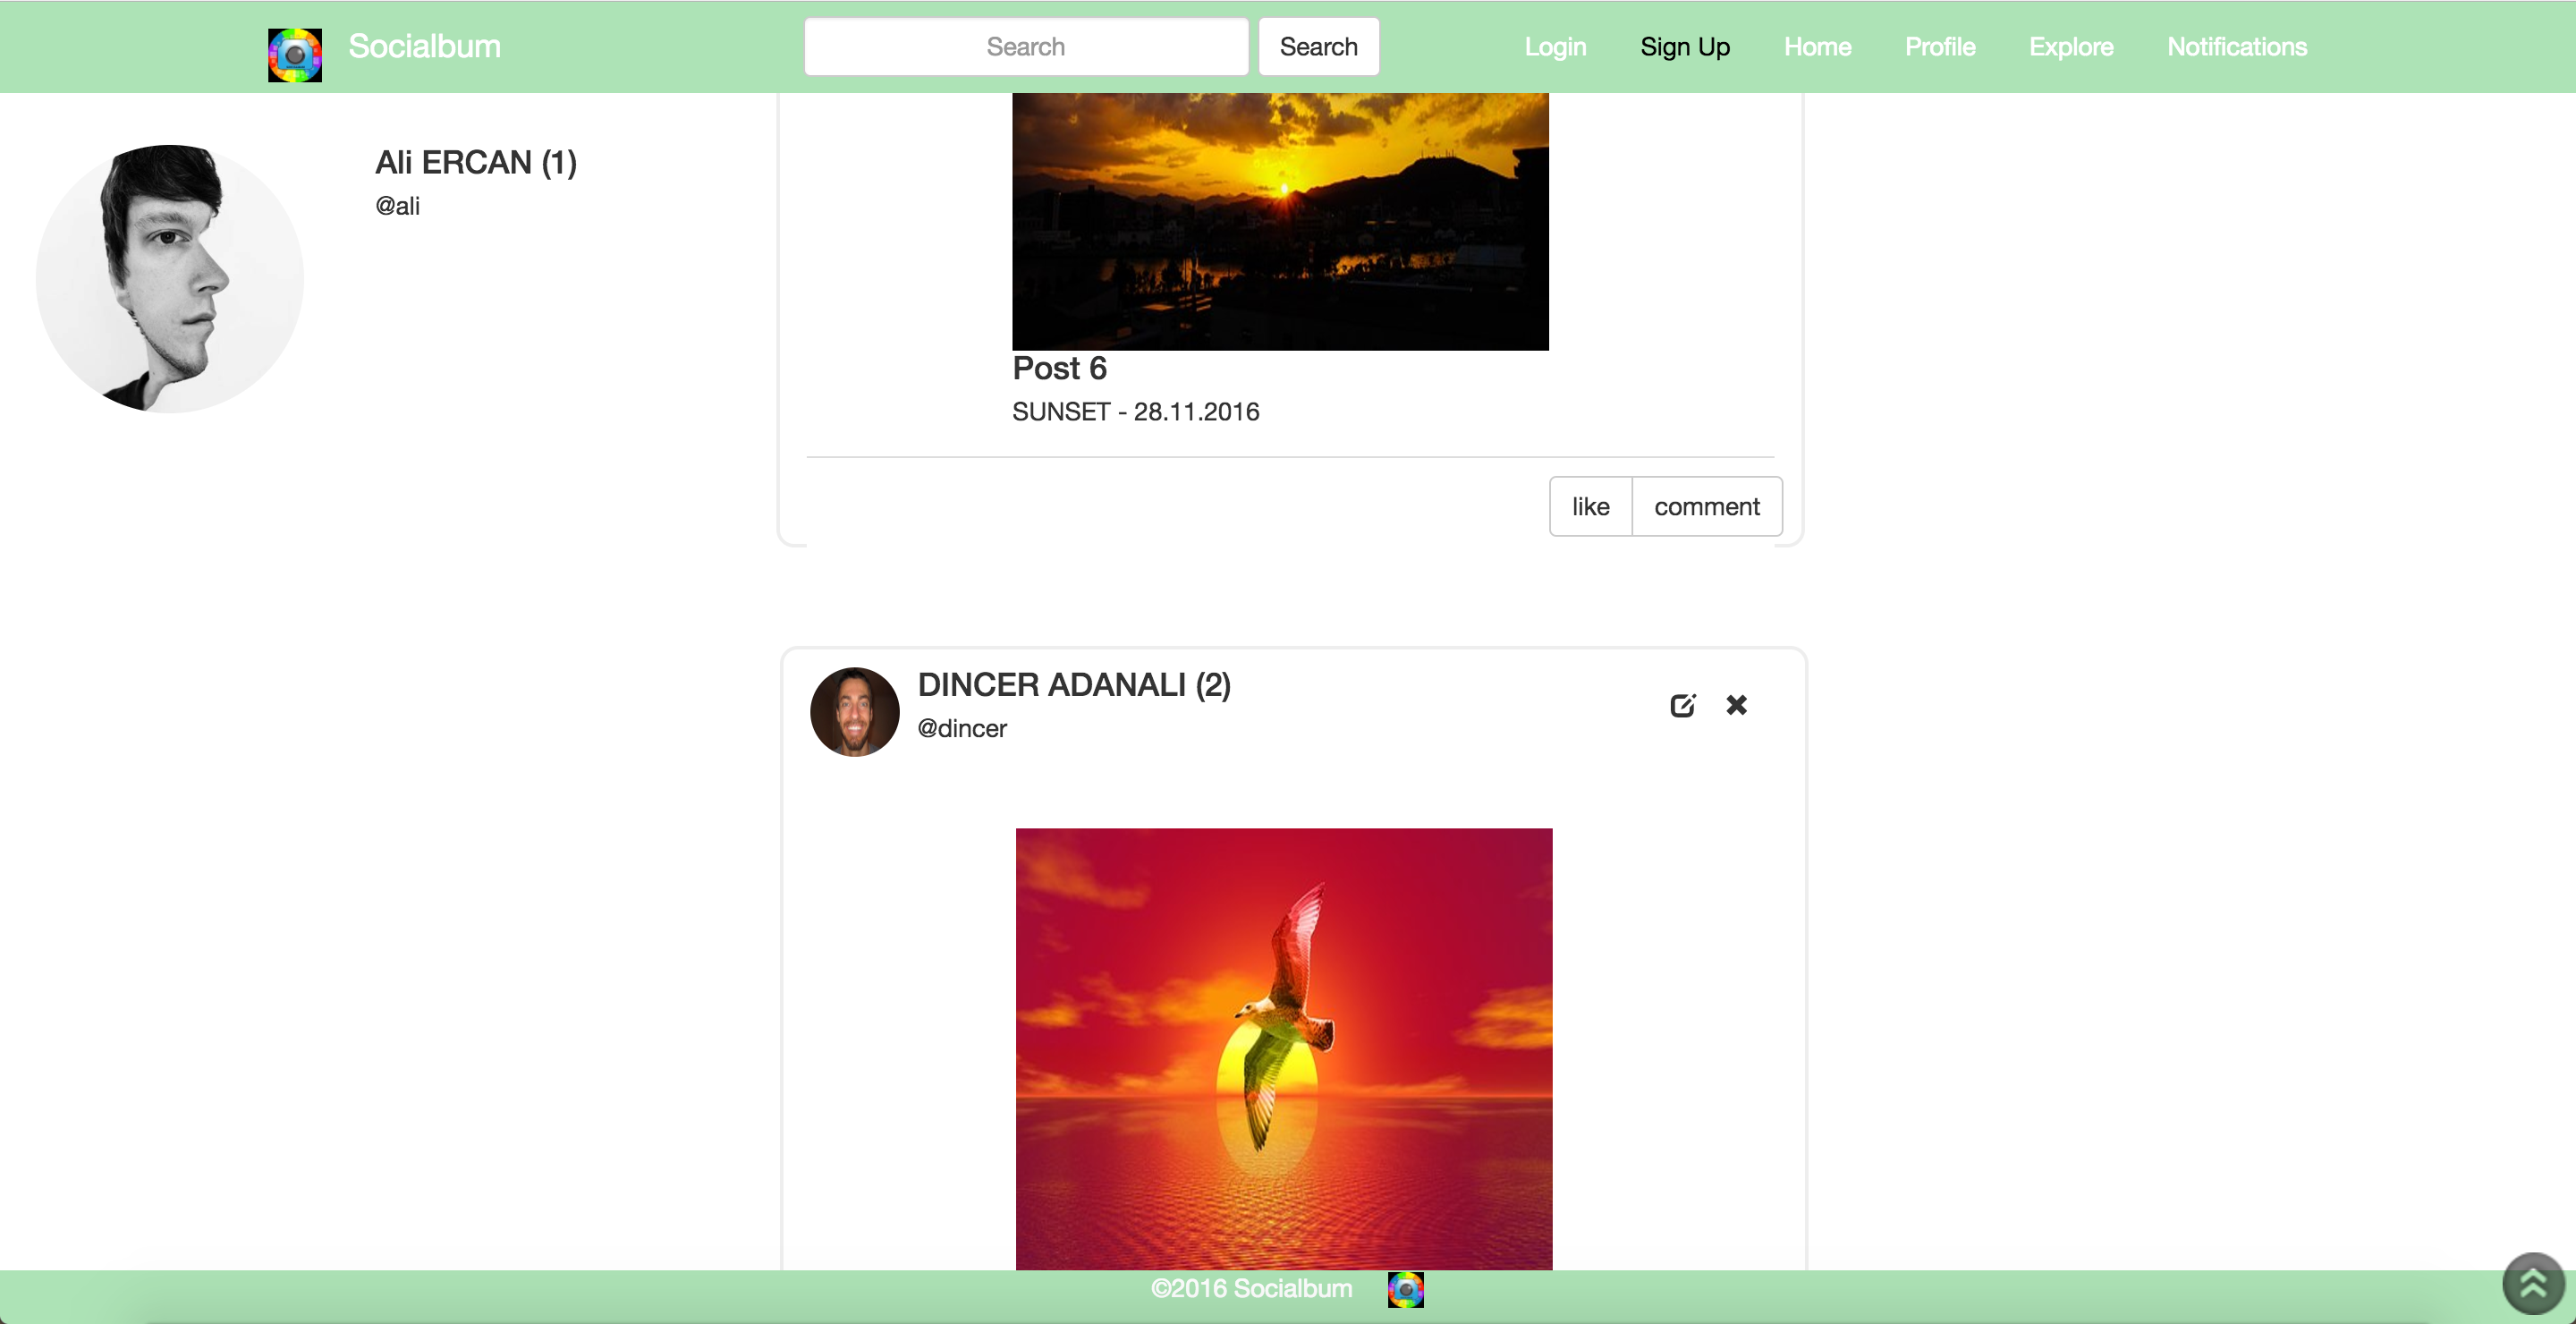 Socialbum
Search
Search
Login
Sign Up
Home
Profile
Explore
Notifications
Ali ERCAN (1)
@ali
Post 6
SUNSET - 28.11.2016
like
comment
DINCER ADANALI (2)
@dincer
©2016 Socialbum